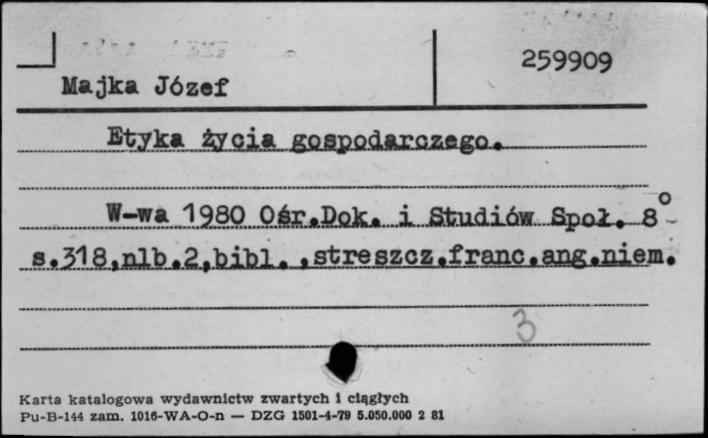 259909
Majka Józef
Etyka życia gospodarczego.
W-wa 1980 Ośr.Dok. i Studiów Społ. 8°
s.318,nlb.2,bibl. ,streszcz.franc.ang.niem.
3
Karta katalogowa wydawnictw zwartych i ciągłych
Pu-B-144 zam. 1016-WA-O-n — DZG 1501-4-79 5.050.000 2 81